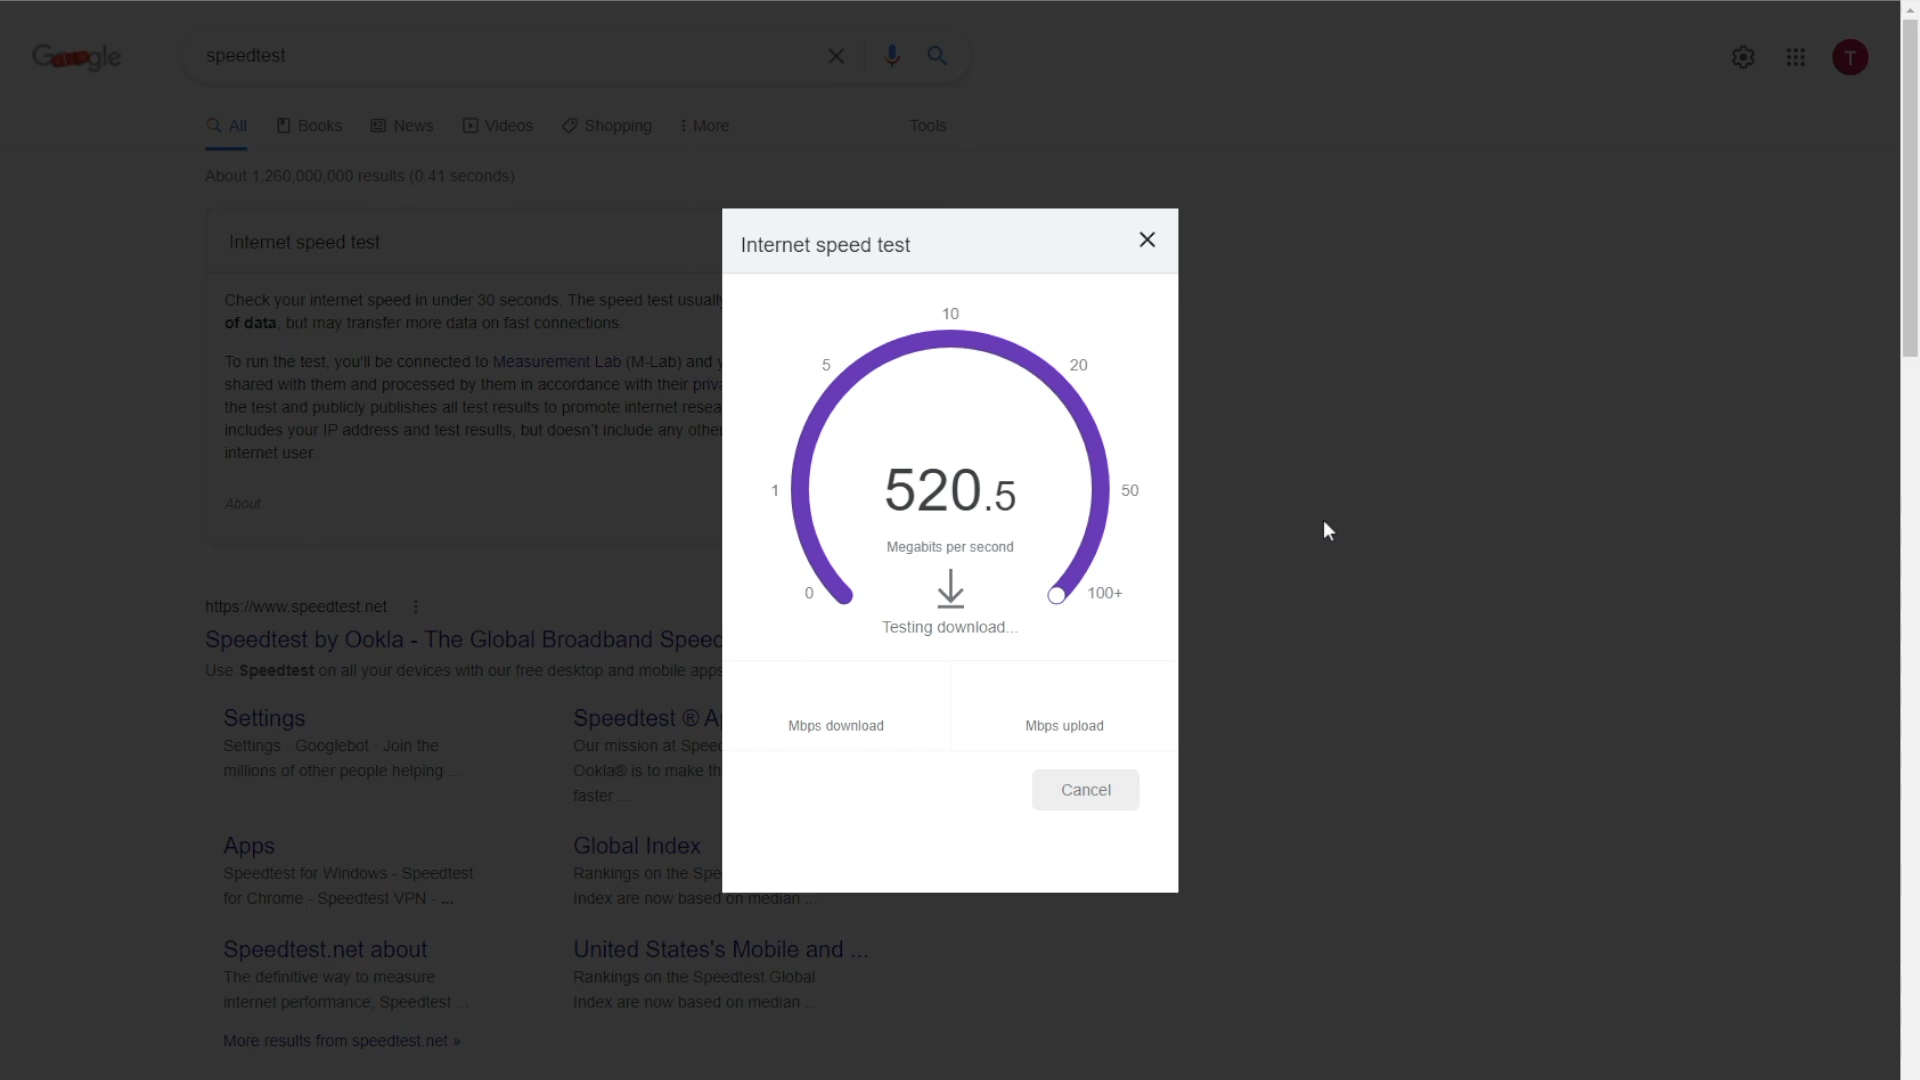 Google
speedtest
T
All Books News Videos Shopping More Tools
About 1,260,000,000 results (0.41 seconds)
Internet speed test
Check your internet speed in under 30 seconds. The speed test usually
of data, but may transfer more data on fast connections.
To run the test, you'll be connected to Measurement Lab (M-Lab) and
shared with them and processed by them in accordance with their
the test and publicly publishes all test results to promote internet
includes your IP address and test results, but doesn't include any other
internet user.
About
https://www.speedtest.net
Speedtest by Ookla - The Global Broadband
Use Speedtest on all your devices with our free desktop and mobile apps
Settings
Settings · Googlebot · Join the
millions of other people helping ...
Speedtest ®
Our mission at
Ookla® is to make
faster ...
Apps
Speedtest for Windows - Speedtest
for Chrome - Speedtest VPN - ...
Global Index
Rankings on the
Index are now based on median ...
Speedtest.net about
The definitive way to measure
internet performance, Speedtest ...
United States's Mobile and ...
Rankings on the Speedtest Global
Index are now based on median ...
More results from speedtest.net »
Internet speed test
10
5
20
1
50
0
100+
520.5
Megabits per second
Testing download...
Mbps download
Mbps upload
Cancel